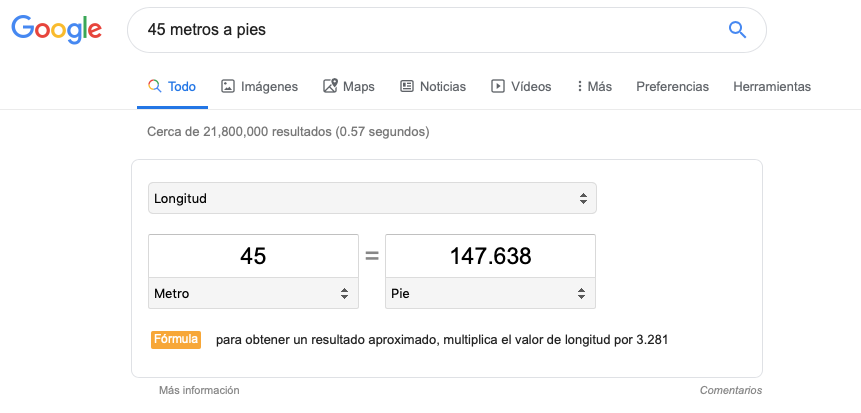 Google 45 metros a pies
Todo Imágenes Maps Noticias Vídeos Más Preferencias Herramientas
Cerca de 21,800,000 resultados (0.57 segundos)
Longitud
45 = 147.638
Metro Pie
Fórmula para obtener un resultado aproximado, multiplica el valor de longitud por 3.281
Más información Comentarios